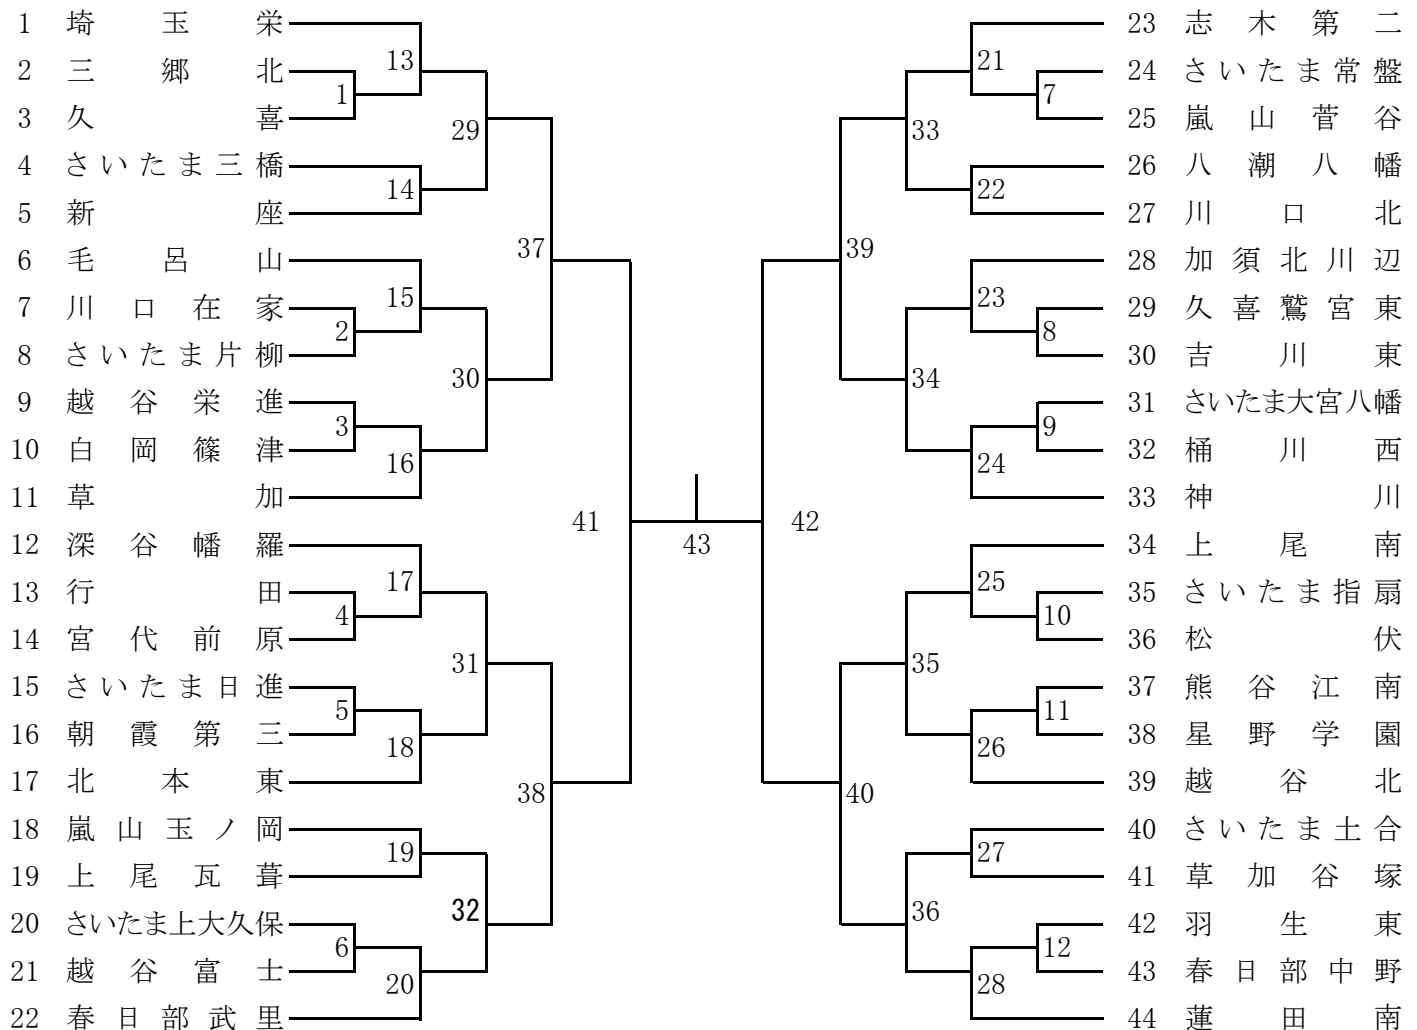 1 埼玉栄
2 三郷北
3 久喜
4 さいたま三橋
5 新座
6 毛呂山
7 川口在家
8 さいたま片柳
9 越谷栄進
10 白岡篠津
11 草加
12 深谷幡羅
13 行田
14 宮代前原
15 さいたま日進
16 朝霞第三
17 北本東
18 嵐山玉ノ岡
19 上尾瓦葺
20 さいたま上大久保
21 越谷富士
22 春日部武里
1
2
3
4
5
6
13
14
15
16
17
18
19
20
29
30
31
32
37
38
41
43
42
39
40
33
34
35
36
21
22
23
24
25
26
27
28
7
8
9
10
11
12
23 志木第二
24 さいたま常盤
25 嵐山菅谷
26 八潮八幡
27 川口北
28 加須北川辺
29 久喜鷲宮東
30 吉川東
31 さいたま大宮八幡
32 桶川西
33 神川
34 上尾南
35 さいたま指扇
36 松伏
37 熊谷江南
38 星野学園
39 越谷北
40 さいたま土合
41 草加谷塚
42 羽生東
43 春日部中野
44 蓮田南